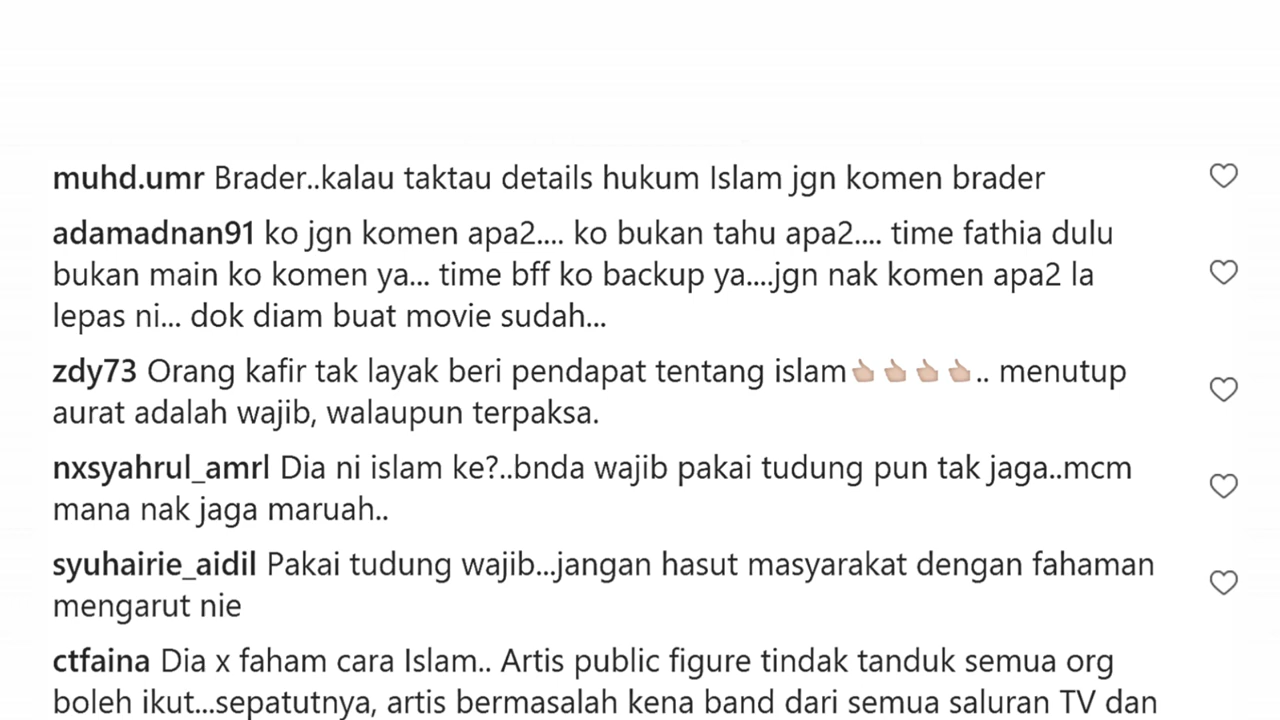 muhd.umr Brader..kalau taktau details hukum Islam jgn komen brader
adamadnan91 ko jgn komen apa2.... ko bukan tahu apa2.... time fathia dulu
bukan main ko komen ya... time bff ko backup ya....jgn nak komen apa2 la
lepas ni... dok diam buat movie sudah...
zdy73 Orang kafir tak layak beri pendapat tentang islam👍🏼👍🏼👍🏼👍🏼.. menutup
aurat adalah wajib, walaupun terpaksa.
nxsyahrul_amrl Dia ni islam ke?..bnda wajib pakai tudung pun tak jaga..mcm
mana nak jaga maruah..
syuhairie_aidil Pakai tudung wajib...jangan hasut masyarakat dengan fahaman
mengarut nie
ctfaina Dia x faham cara Islam.. Artis public figure tindak tanduk semua org
boleh ikut...sepatutnya, artis bermasalah kena band dari semua saluran TV dan